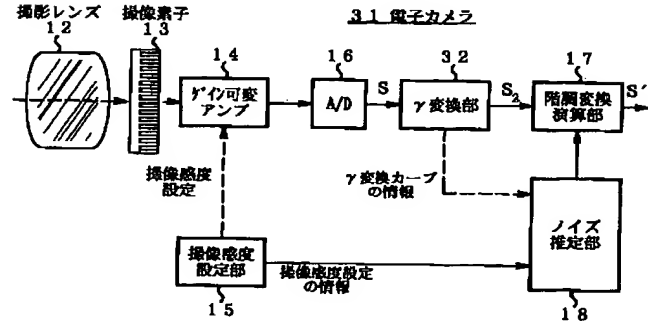 31 電子カメラ
撮影レンズ
12
撮像素子
13
14
ゲイン可変
アンプ
16
A/D
S
32
γ変換部
S₂
17
階調変換
演算部
S'
撮像感度
設定
γ変換カーブ
の情報
撮像感度
設定部
15
撮像感度設定
の情報
ノイズ
推定部
18